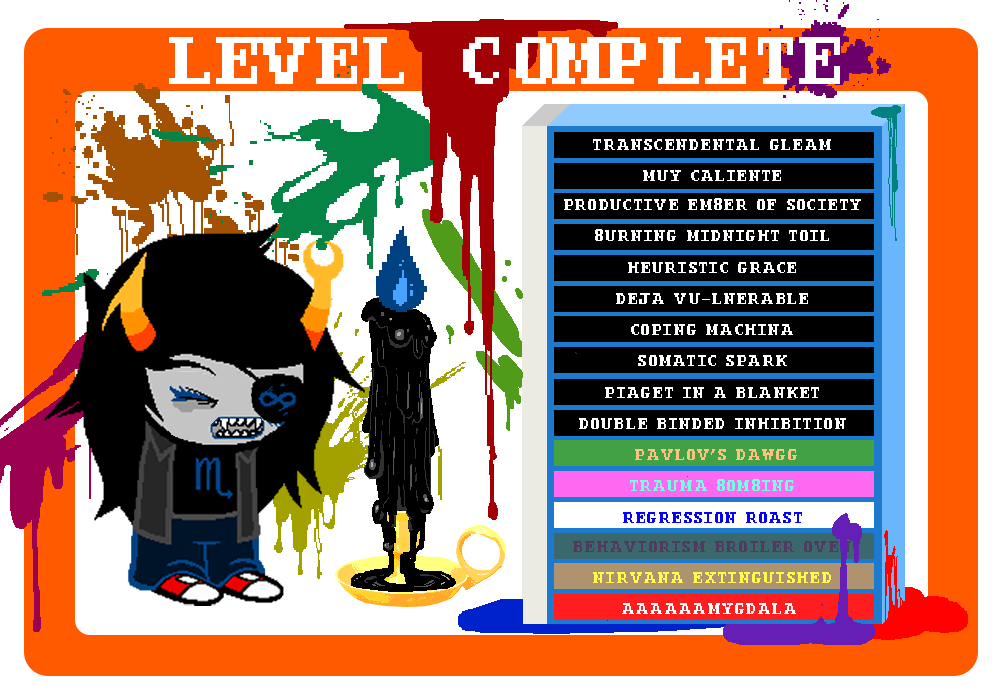 LEVEL COMPLETE
TRANSCENDENTAL GLEAM
MUY CALIENTE
PRODUCTIVE EM8ER OF SOCIETY
8URNING MIDNIGHT TOIL
HEURISTIC GRACE
DEJA VU-LNERABLE
COPING MACHINA
SOMATIC SPARK
PIAGET IN A BLANKET
DOUBLE BINDED INHIBITION
PAVLOV'S DAWGG
TRAUMA 8OM8ING
REGRESSION ROAST
BEHAVIORISM BROILER OVE
NIRVANA EXTINGUISHED
AAAAAAMYGDALA